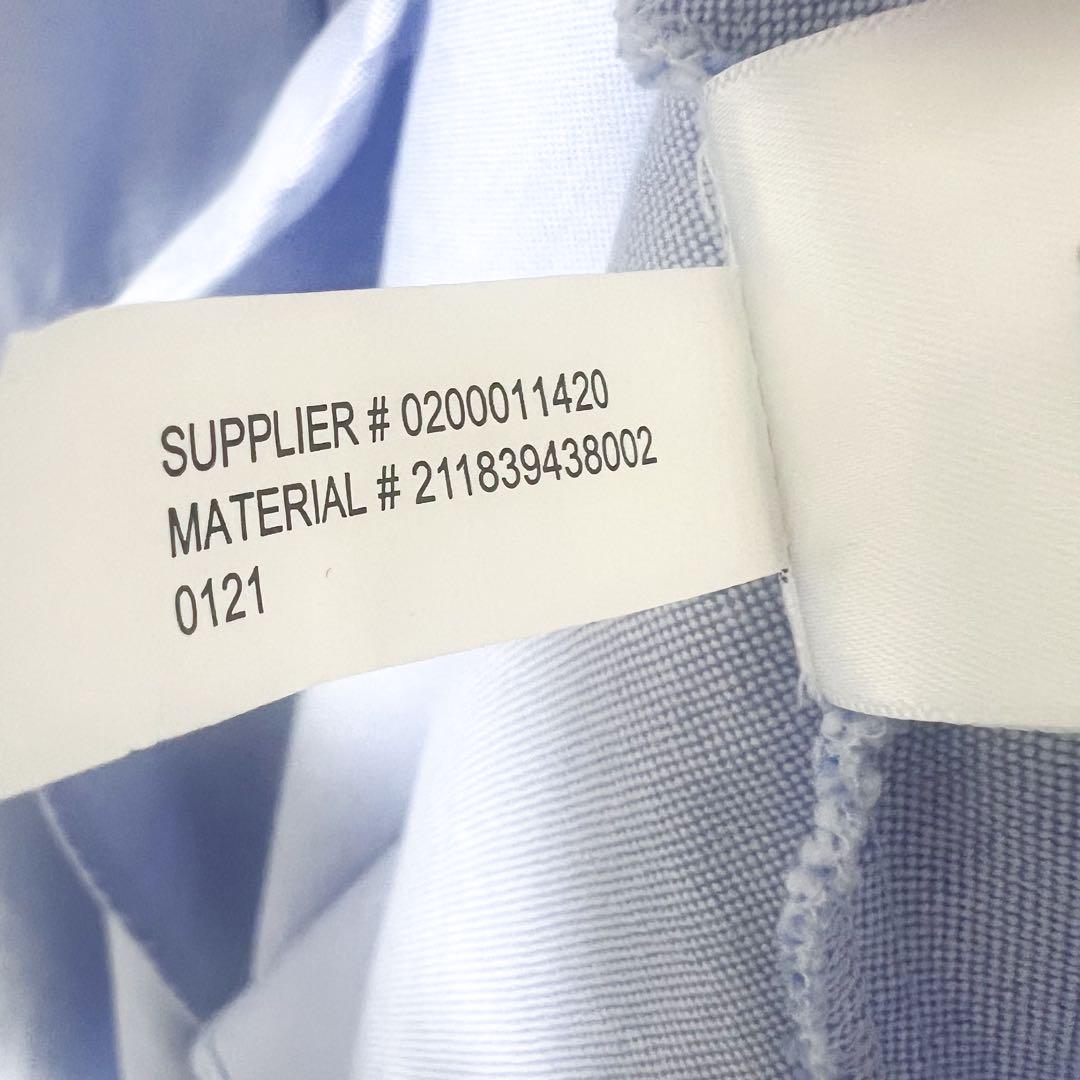 SUPPLIER # 0200011420
MATERIAL # 211839438002
0121